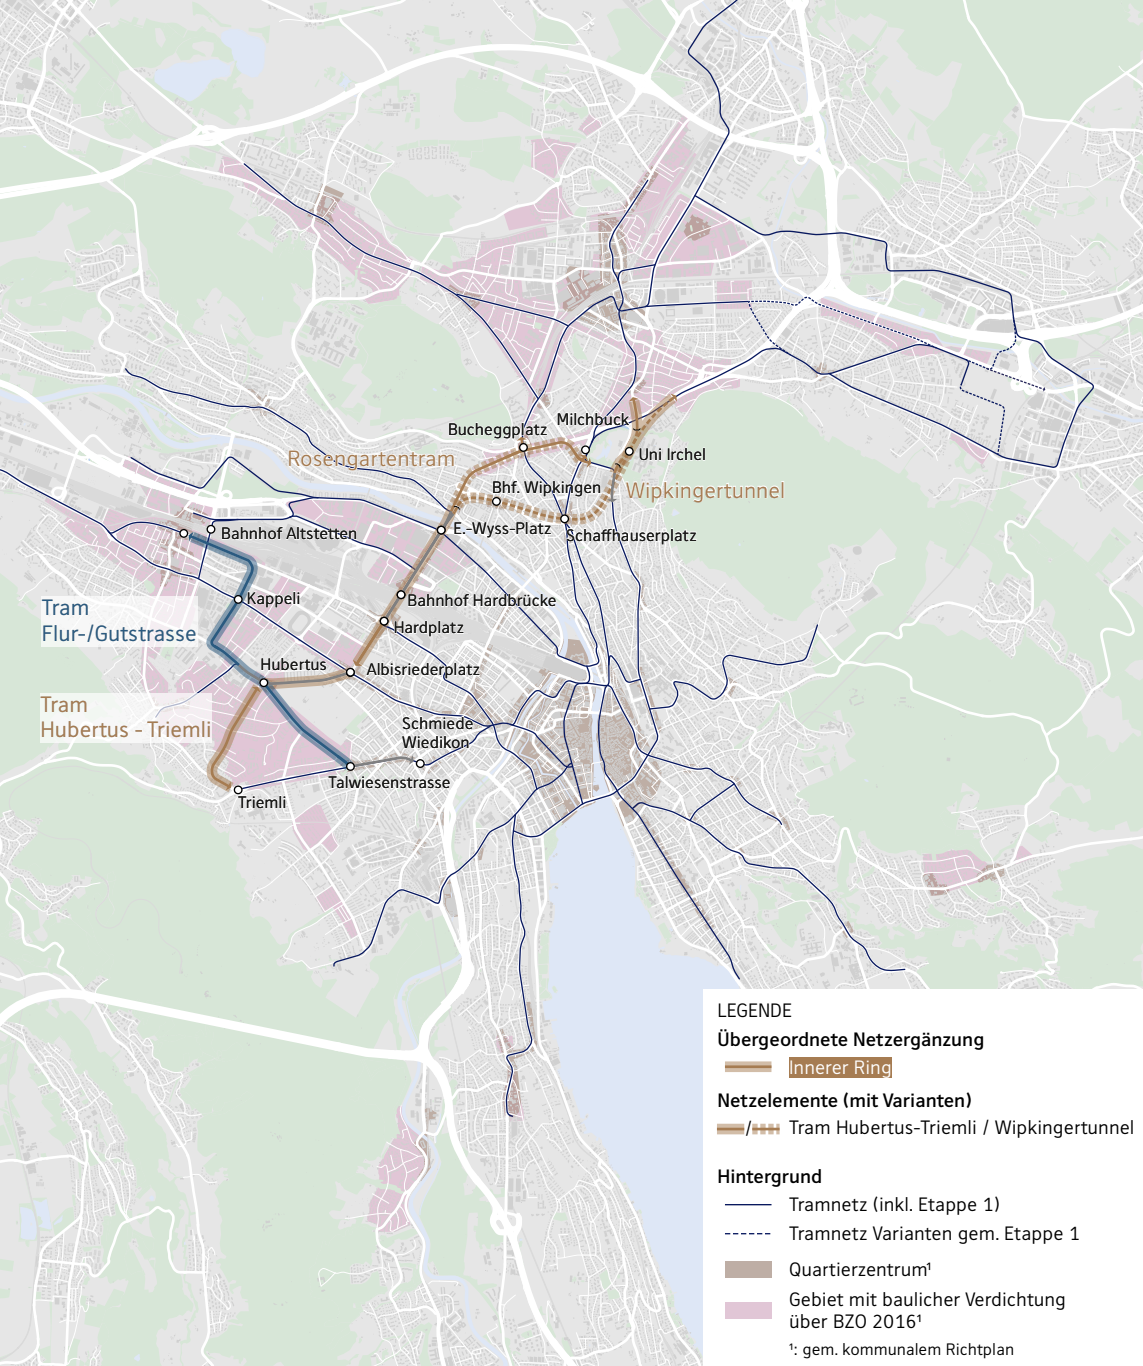 Milchbuck
Bucheggplatz
Rosengartentram
Uni Irchel
Bhf. Wipkingen
Wipkingertunnel
E.-Wyss-Platz
Schaffhauserplatz
Bahnhof Altstetten
Kappeli
Bahnhof Hardbrücke
Tram
Flur-/Gutstrasse
Hardplatz
Hubertus
Albisriederplatz
Tram
Hubertus - Triemli
Schmiede
Wiedikon
Talwiesenstrasse
Triemli
LEGENDE
Übergeordnete Netzergänzung
Innerer Ring
Netzelemente (mit Varianten)
/ Tram Hubertus-Triemli / Wipkingertunnel
Hintergrund
Tramnetz (inkl. Etappe 1)
Tramnetz Varianten gem. Etappe 1
Quartierzentrum¹
Gebiet mit baulicher Verdichtung
über BZO 2016¹
¹: gem. kommunalem Richtplan